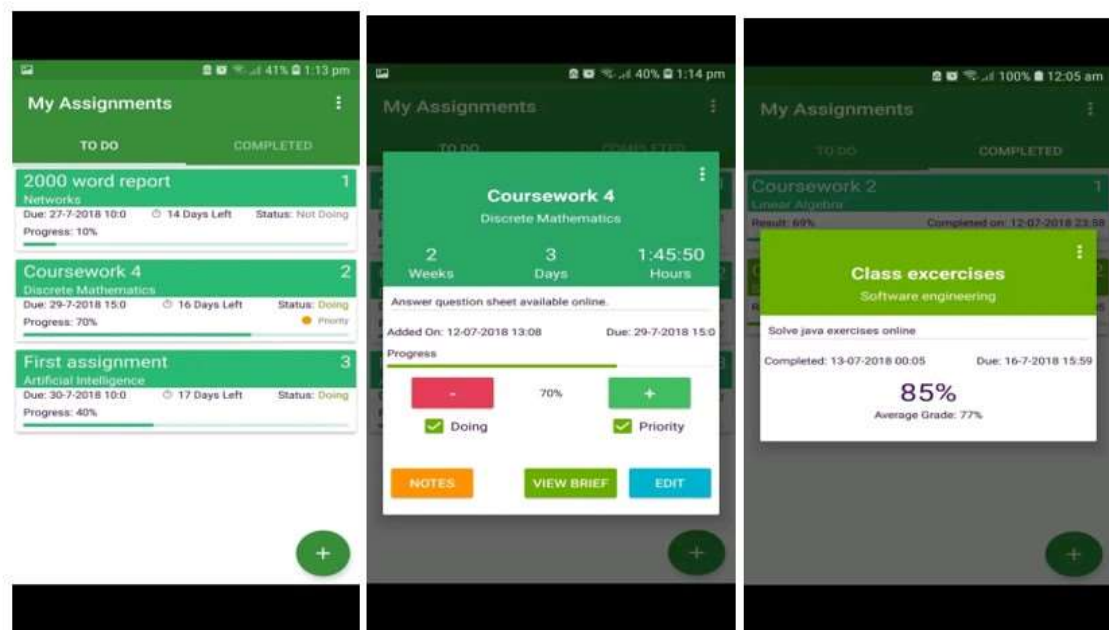 41% 1:13 pm
My Assignments
TO DO COMPLETED
2000 word report 1
Networks
Due: 27-7-2018 10:0 14 Days Left Status: Not Doing
Progress: 10%
Coursework 4 2
Discrete Mathematics
Due: 29-7-2018 15:0 16 Days Left Status: Doing
Progress: 70% Priority
First assignment 3
Artificial Intelligence
Due: 30-7-2018 10:0 17 Days Left Status: Doing
Progress: 40%
+
40% 1:14 pm
My Assignments
TO DO COMPLETED
Coursework 4
Discrete Mathematics
2 3 1:45:50
Weeks Days Hours
Answer question sheet available online.
Added On: 12-07-2018 13:08 Due: 29-7-2018 15:0
Progress
- 70% +
Doing Priority
NOTES VIEW BRIEF EDIT
+
100% 12:05 am
My Assignments
TO DO COMPLETED
Coursework 2 1
Linear Algebra
Result: 69% Completed on: 12-07-2018 23:58
Class excercises
Software engineering
Solve java exercises online
Completed: 13-07-2018 00:05 Due: 16-7-2018 15:59
85%
Average Grade: 77%
+